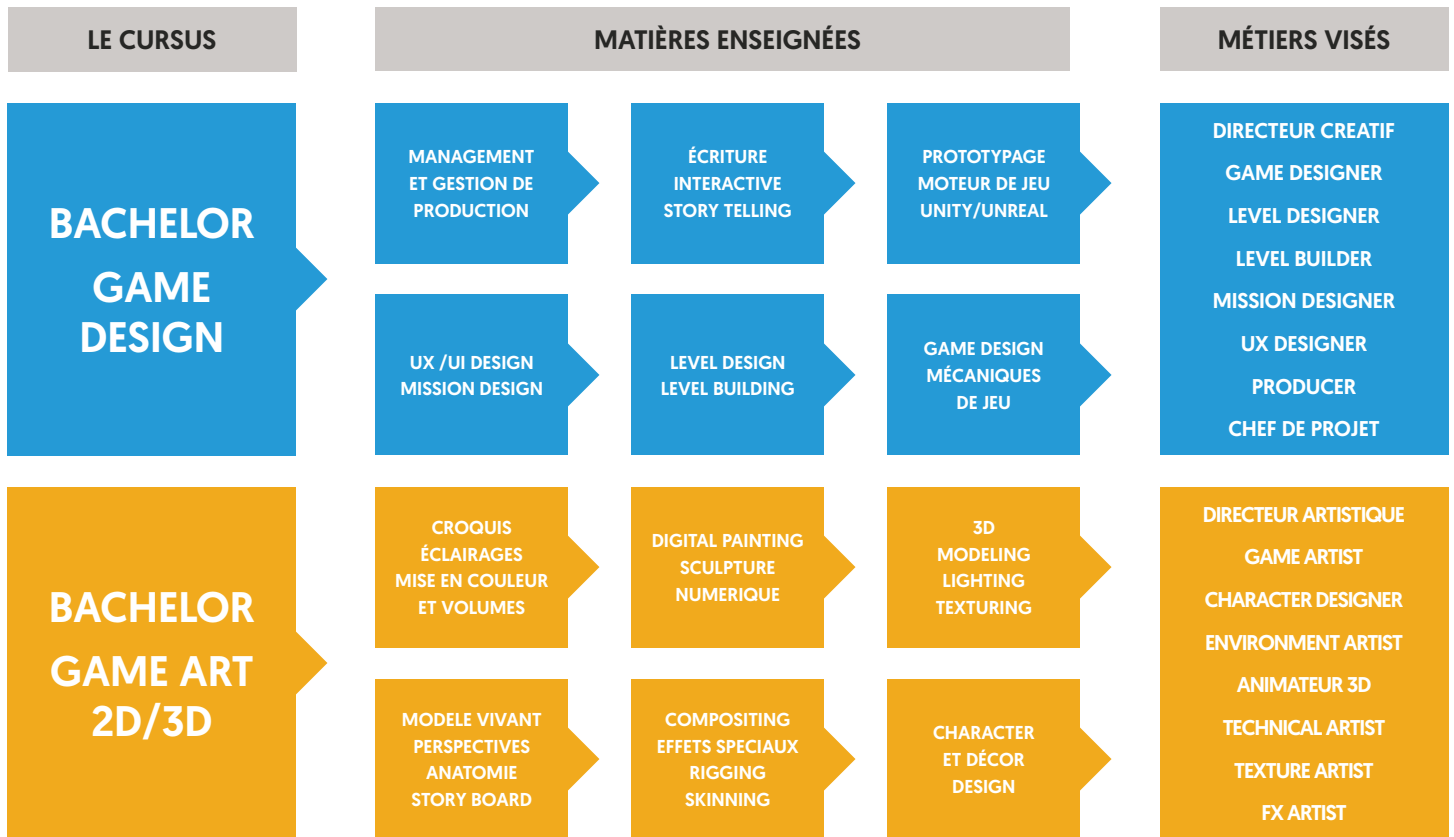 LE CURSUS
MATIÈRES ENSEIGNÉES
MÉTIERS VISÉS
BACHELOR
GAME
DESIGN
MANAGEMENT
ET GESTION DE
PRODUCTION
ÉCRITURE
INTERACTIVE
STORY TELLING
PROTOTYPAGE
MOTEUR DE JEU
UNITY/UNREAL
UX /UI DESIGN
MISSION DESIGN
LEVEL DESIGN
LEVEL BUILDING
GAME DESIGN
MÉCANIQUES
DE JEU
DIRECTEUR CREATIF
GAME DESIGNER
LEVEL DESIGNER
LEVEL BUILDER
MISSION DESIGNER
UX DESIGNER
PRODUCER
CHEF DE PROJET
BACHELOR
GAME ART
2D/3D
CROQUIS
ÉCLAIRAGES
MISE EN COULEUR
ET VOLUMES
DIGITAL PAINTING
SCULPTURE
NUMERIQUE
3D
MODELING
LIGHTING
TEXTURING
MODELE VIVANT
PERSPECTIVES
ANATOMIE
STORY BOARD
COMPOSITING
EFFETS SPECIAUX
RIGGING
SKINNING
CHARACTER
ET DÉCOR
DESIGN
DIRECTEUR ARTISTIQUE
GAME ARTIST
CHARACTER DESIGNER
ENVIRONMENT ARTIST
ANIMATEUR 3D
TECHNICAL ARTIST
TEXTURE ARTIST
FX ARTIST